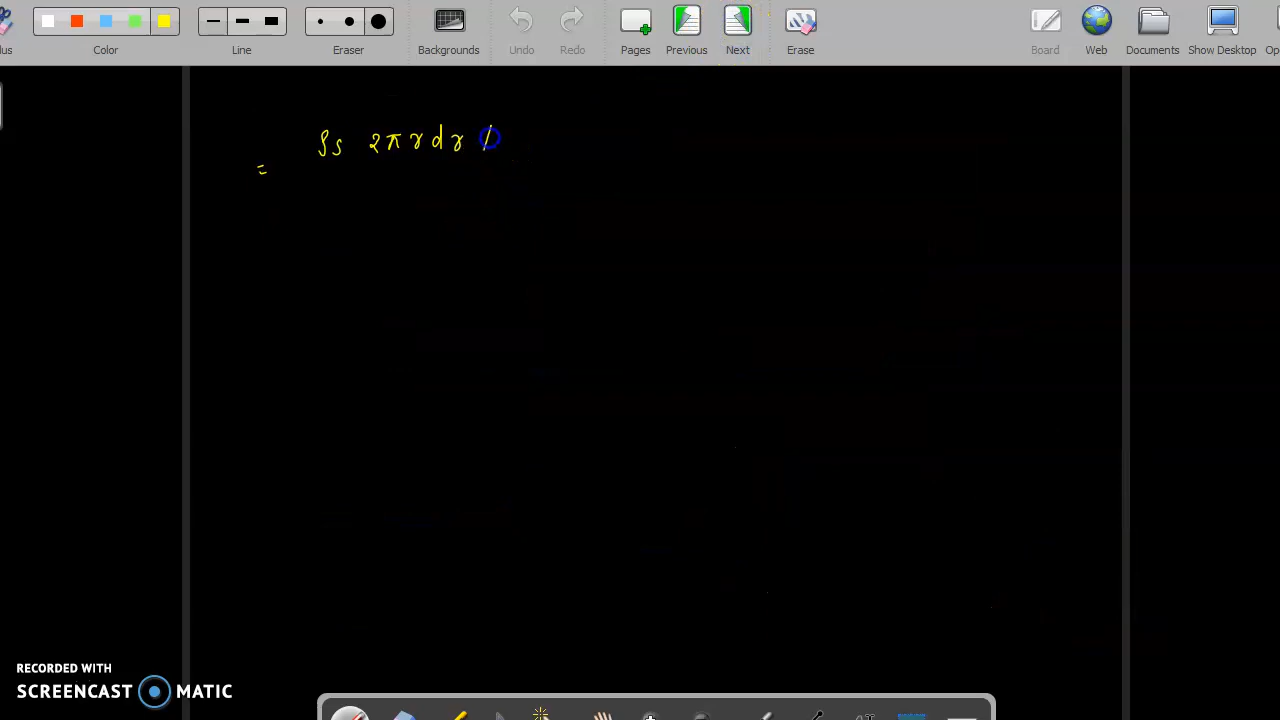 Color
Line
Eraser
Backgrounds
Undo
Redo
Pages
Previous
Next
Erase
Board
Web
Documents
Show Desktop
ρs 2πrdr
=
RECORDED WITH
SCREENCAST MATIC